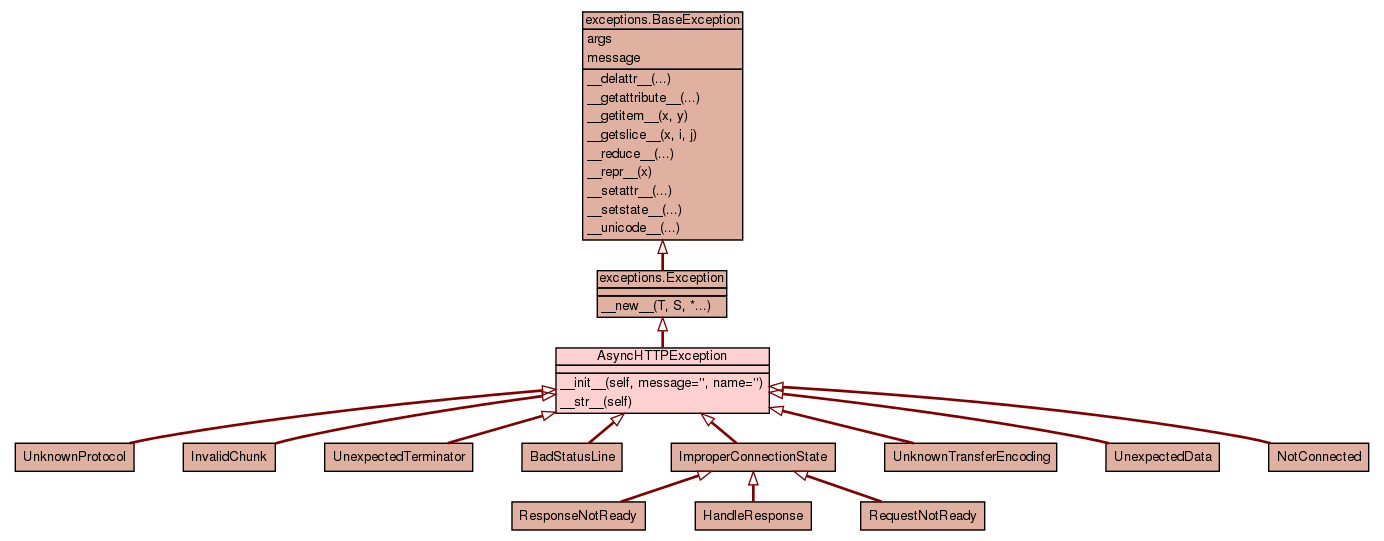 exceptions.BaseException
args
message
__delattr__(...)
__getattribute__(...)
__getitem__(x, y)
__getslice__(x, i, j)
__reduce__(...)
__repr__(x)
__setattr__(...)
__setstate__(...)
__unicode__(...)
exceptions.Exception
__new__(T, S, *...)
AsyncHTTPException
__init__(self, message='', name='')
__str__(self)
UnknownProtocol
InvalidChunk
UnexpectedTerminator
BadStatusLine
ImproperConnectionState
UnknownTransferEncoding
UnexpectedData
NotConnected
ResponseNotReady
HandleResponse
RequestNotReady